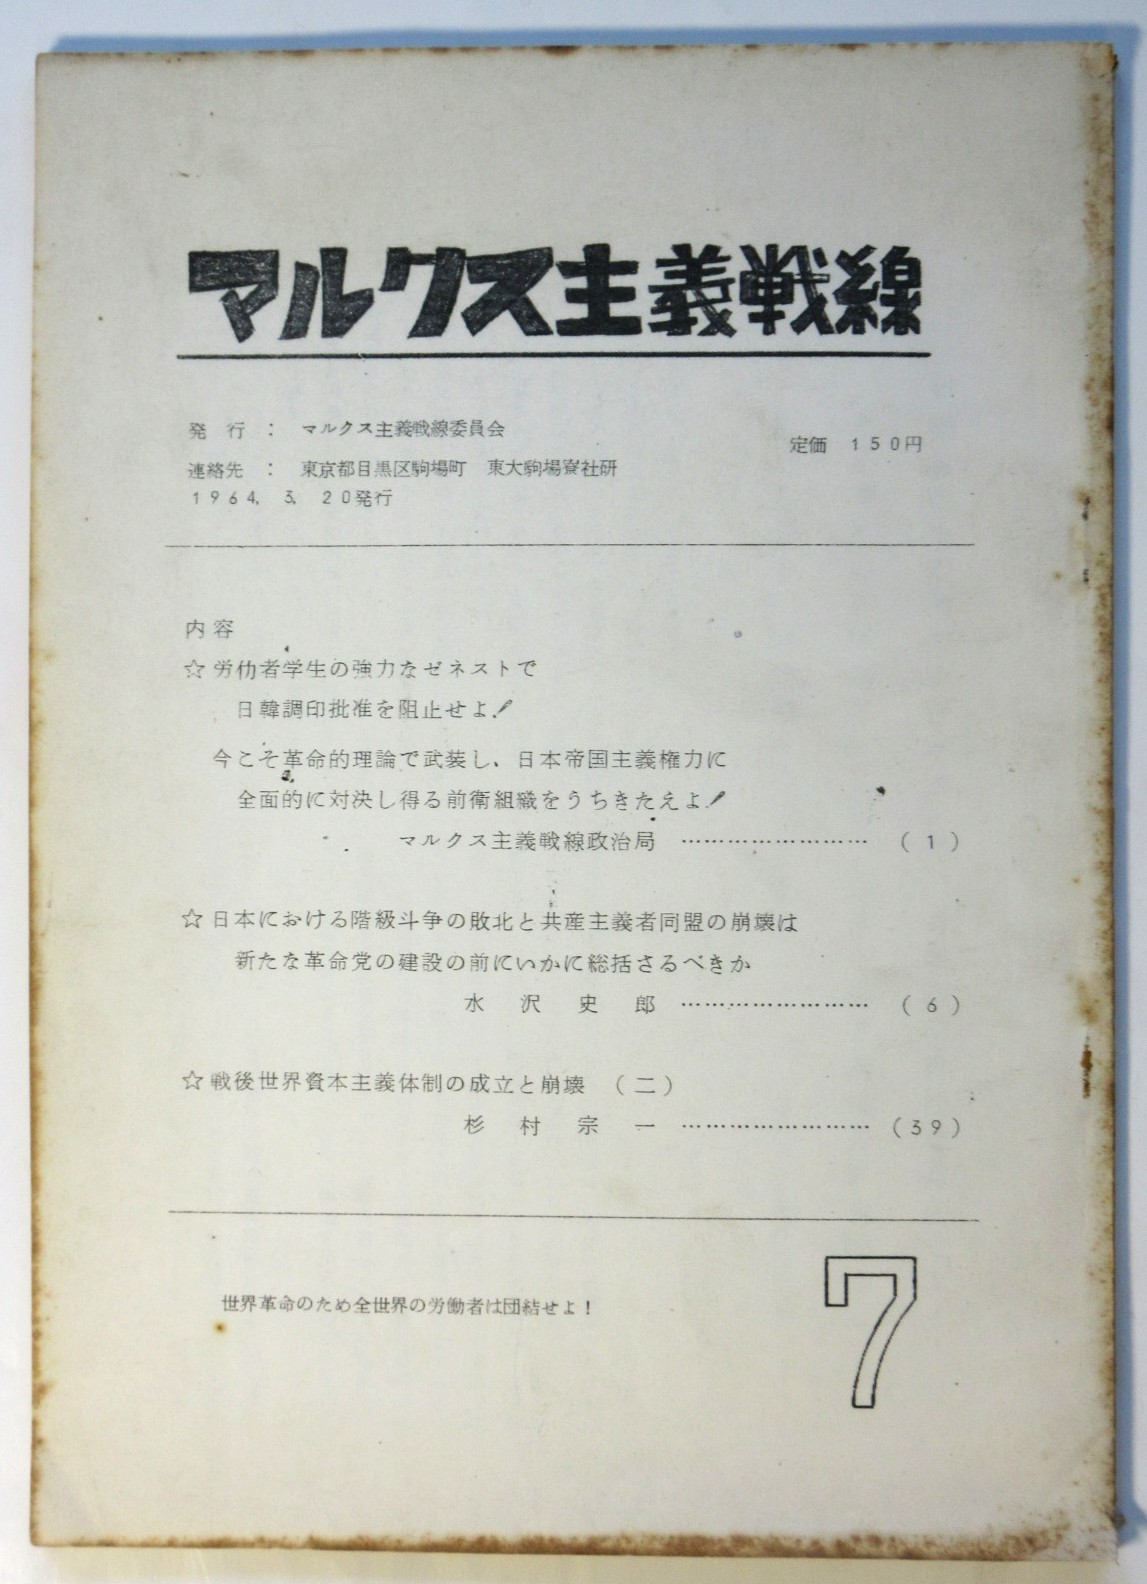 マルクス主義戦線
発行 : マルクス主義戦線委員会
定価 150円
連絡先 : 東京都目黒区駒場町 東大駒場寮社研
1964. 3. 20発行
内容
☆労仂者学生の強力なゼネストで
日韓調印批准を阻止せよ！
今こそ革命的理論で武装し、日本帝国主義権力に
全面的に対決し得る前衛組織をうちきたえよ！
マルクス主義戦線政治局 ……………………… (1)
☆日本における階級斗争の敗北と共産主義者同盟の崩壊は
新たな革命党の建設の前にいかに総括さるべきか
水沢史郎 ……………………… (6)
☆戦後世界資本主義体制の成立と崩壊 (二)
杉村宗一 ……………………… (39)
世界革命のため全世界の労働者は団結せよ！
7